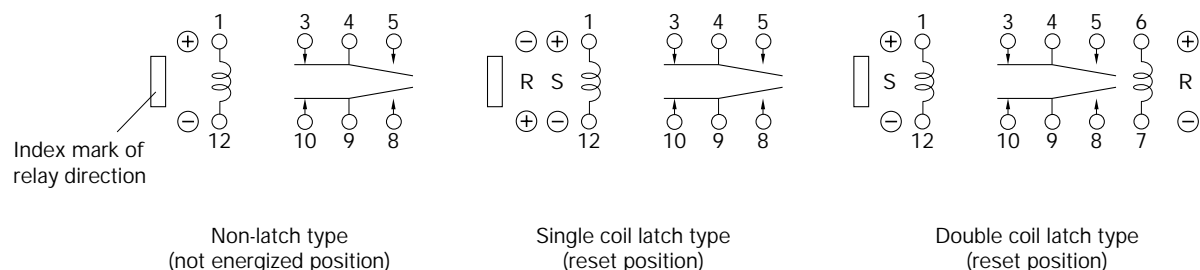 1 3 4 5 1 3 4 5 1 3 4 5 6
+ − + + +
R S S R
− + − − −
12 10 9 8 12 10 9 8 12 10 9 8 7
Index mark of
relay direction
Non-latch type
(not energized position)
Single coil latch type
(reset position)
Double coil latch type
(reset position)